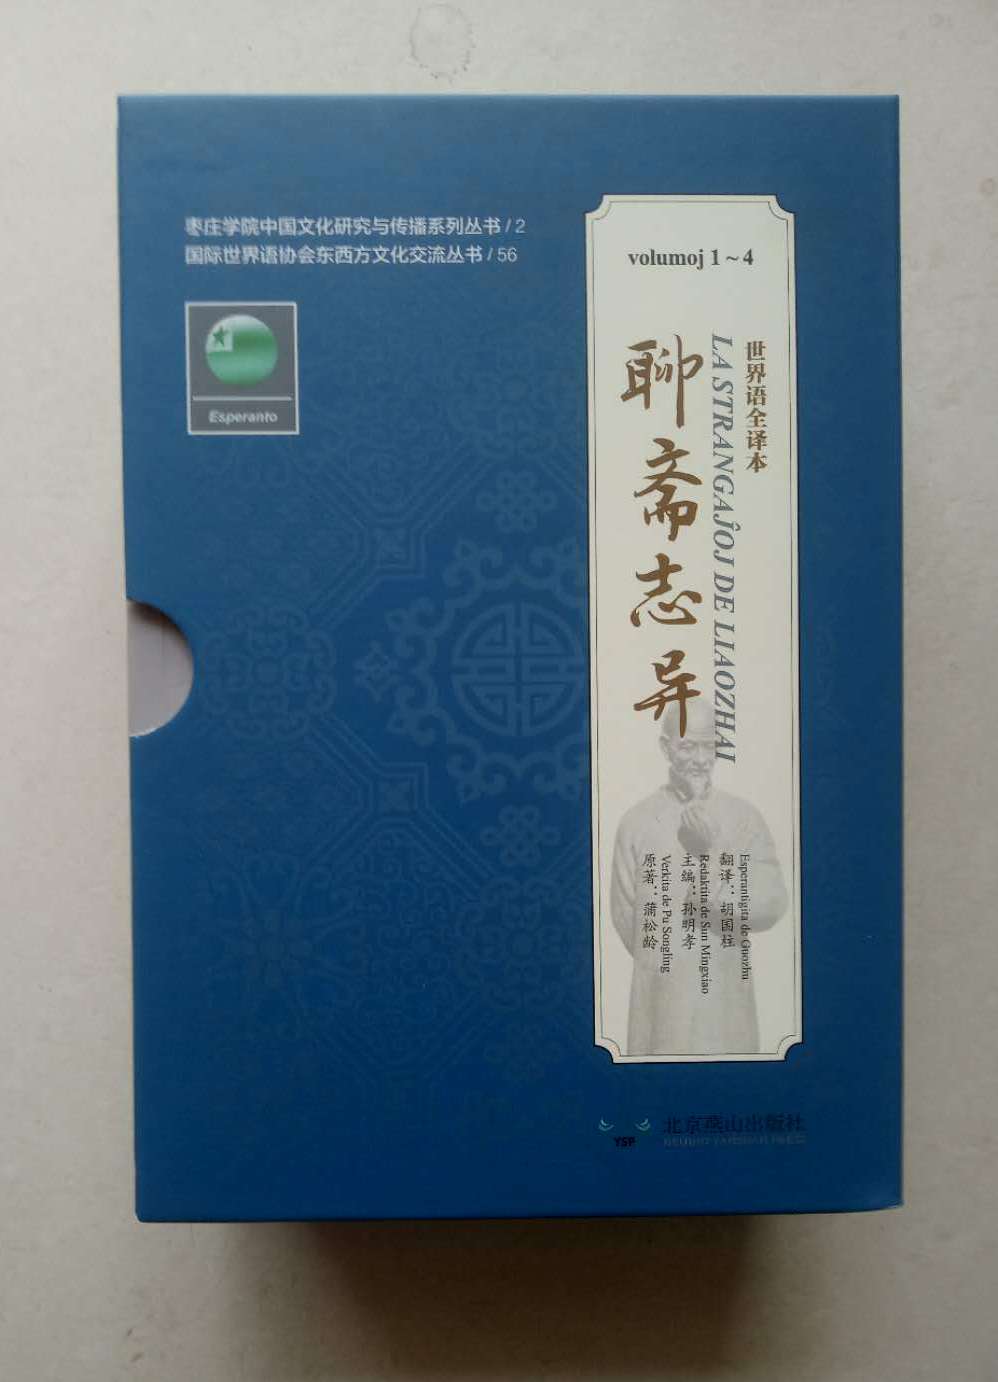 枣庄学院中国文化研究与传播系列丛书 / 2
国际世界语协会东西方文化交流丛书 / 56
Esperanto
volumoj 1 ~ 4
世界语全译本
LA STRANGAĴOJ DE LIAOZHAI
聊斋志异
Esperantigita de Guozhu
翻译：胡国柱
Redaktita de Sun Mingxiao
主编：孙明孝
Verkita de Pu Songling
原著：蒲松龄
YSP
北京燕山出版社
BEIJING YANSHAN PRESS